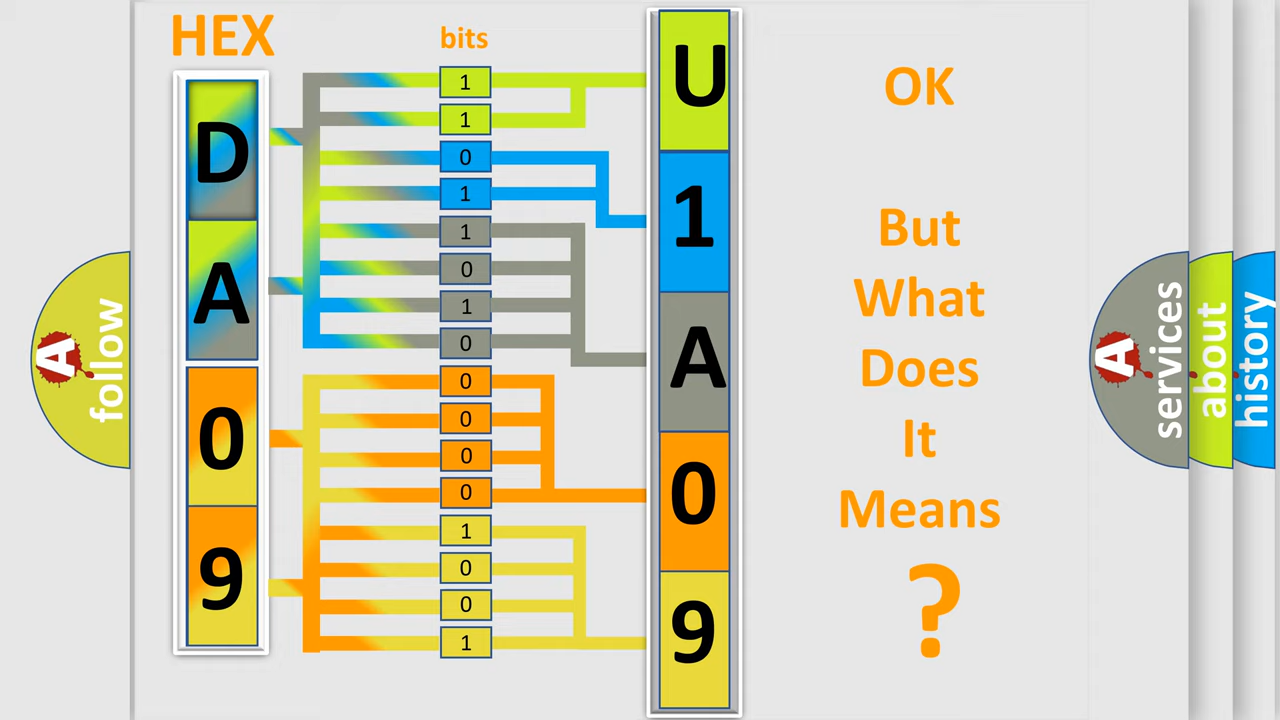 HEX
bits
D
A
0
9
1
1
0
1
1
0
1
0
0
0
0
0
1
0
0
1
U
1
A
0
9
OK
But
What
Does
It
Means
?
A
follow
A
services
about
history